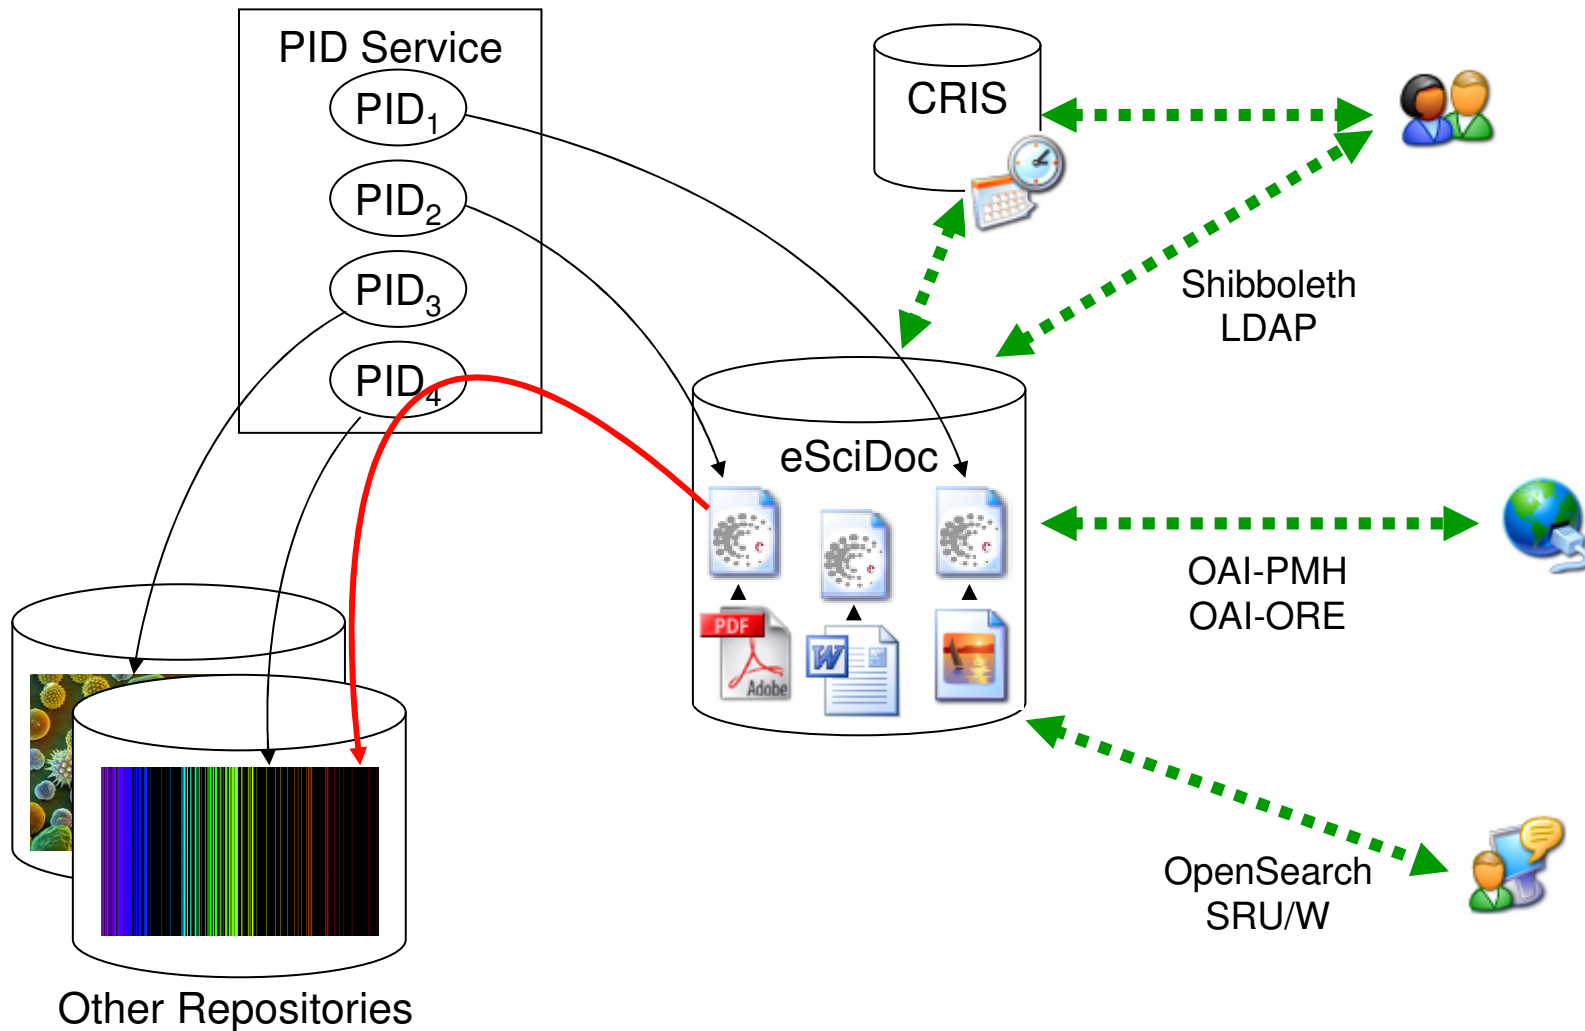 PID Service
PID1
PID2
PID3
PID4
CRIS
Shibboleth
LDAP
eSciDoc
e
e
e
PDF
Adobe
W
OAI-PMH
OAI-ORE
OpenSearch
SRU/W
Other Repositories